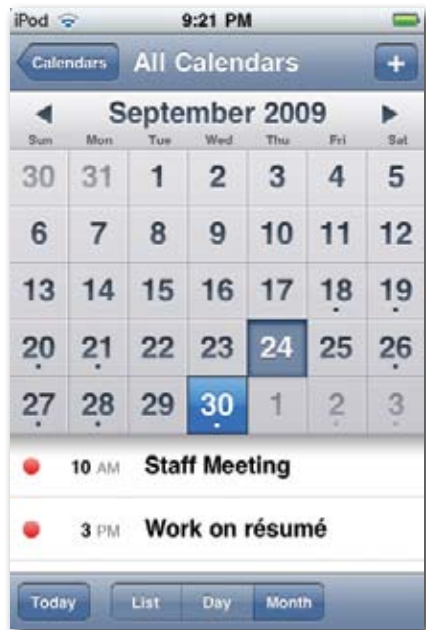 iPod 9:21 PM
Calendars All Calendars +
September 2009
Sun Mon Tue Wed Thu Fri Sat
30 31 1 2 3 4 5
6 7 8 9 10 11 12
13 14 15 16 17 18 19
20 21 22 23 24 25 26
27 28 29 30 1 2 3
10 AM Staff Meeting
3 PM Work on résumé
Today List Day Month